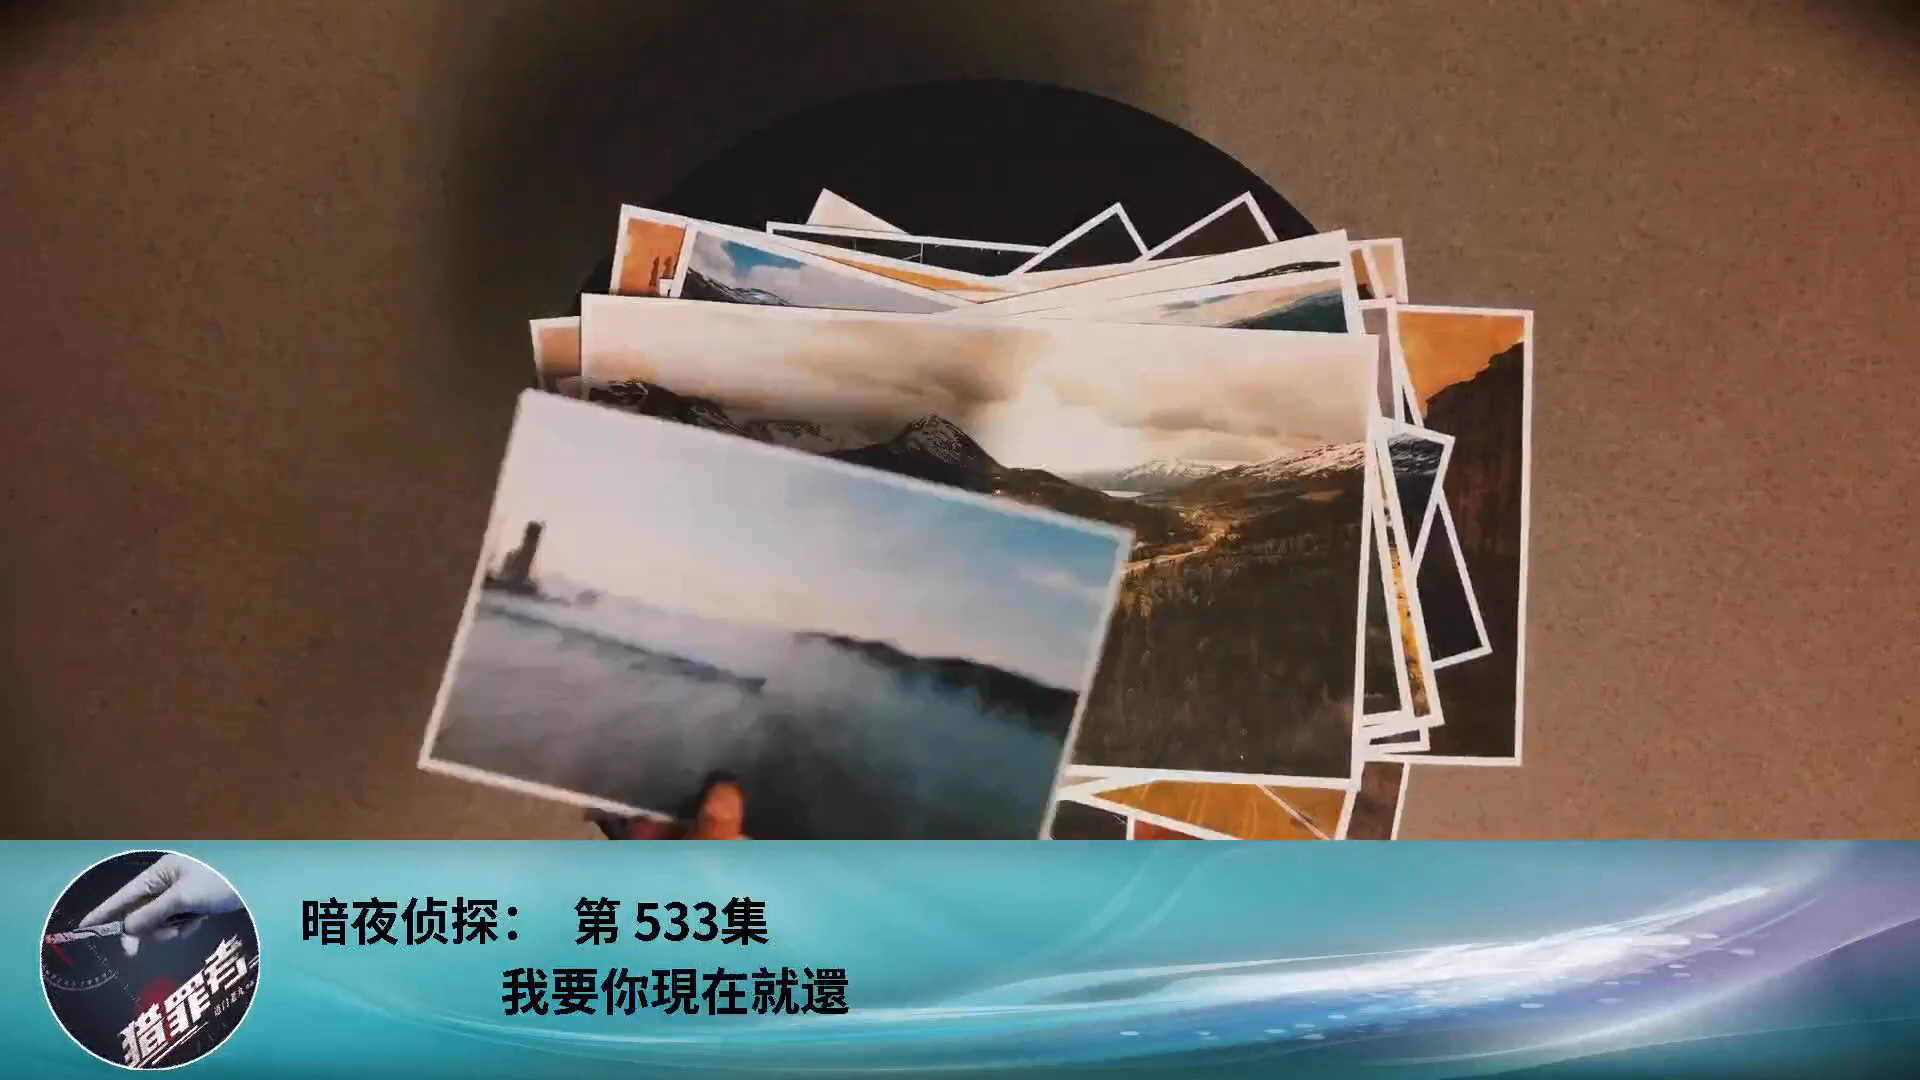 暗夜侦探： 第 533集
我要你現在就還
猎罪者